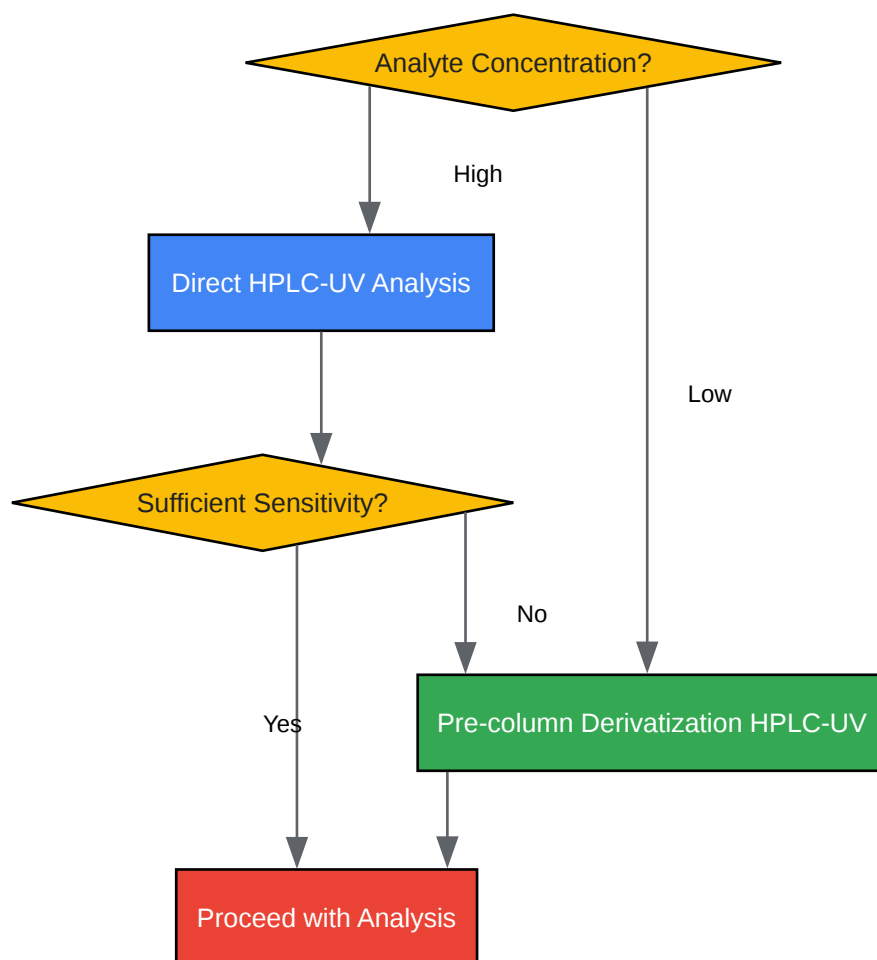 Analyte Concentration?
High
Direct HPLC-UV Analysis
Low
Sufficient Sensitivity?
No
Pre-column Derivatization HPLC-UV
Yes
Proceed with Analysis